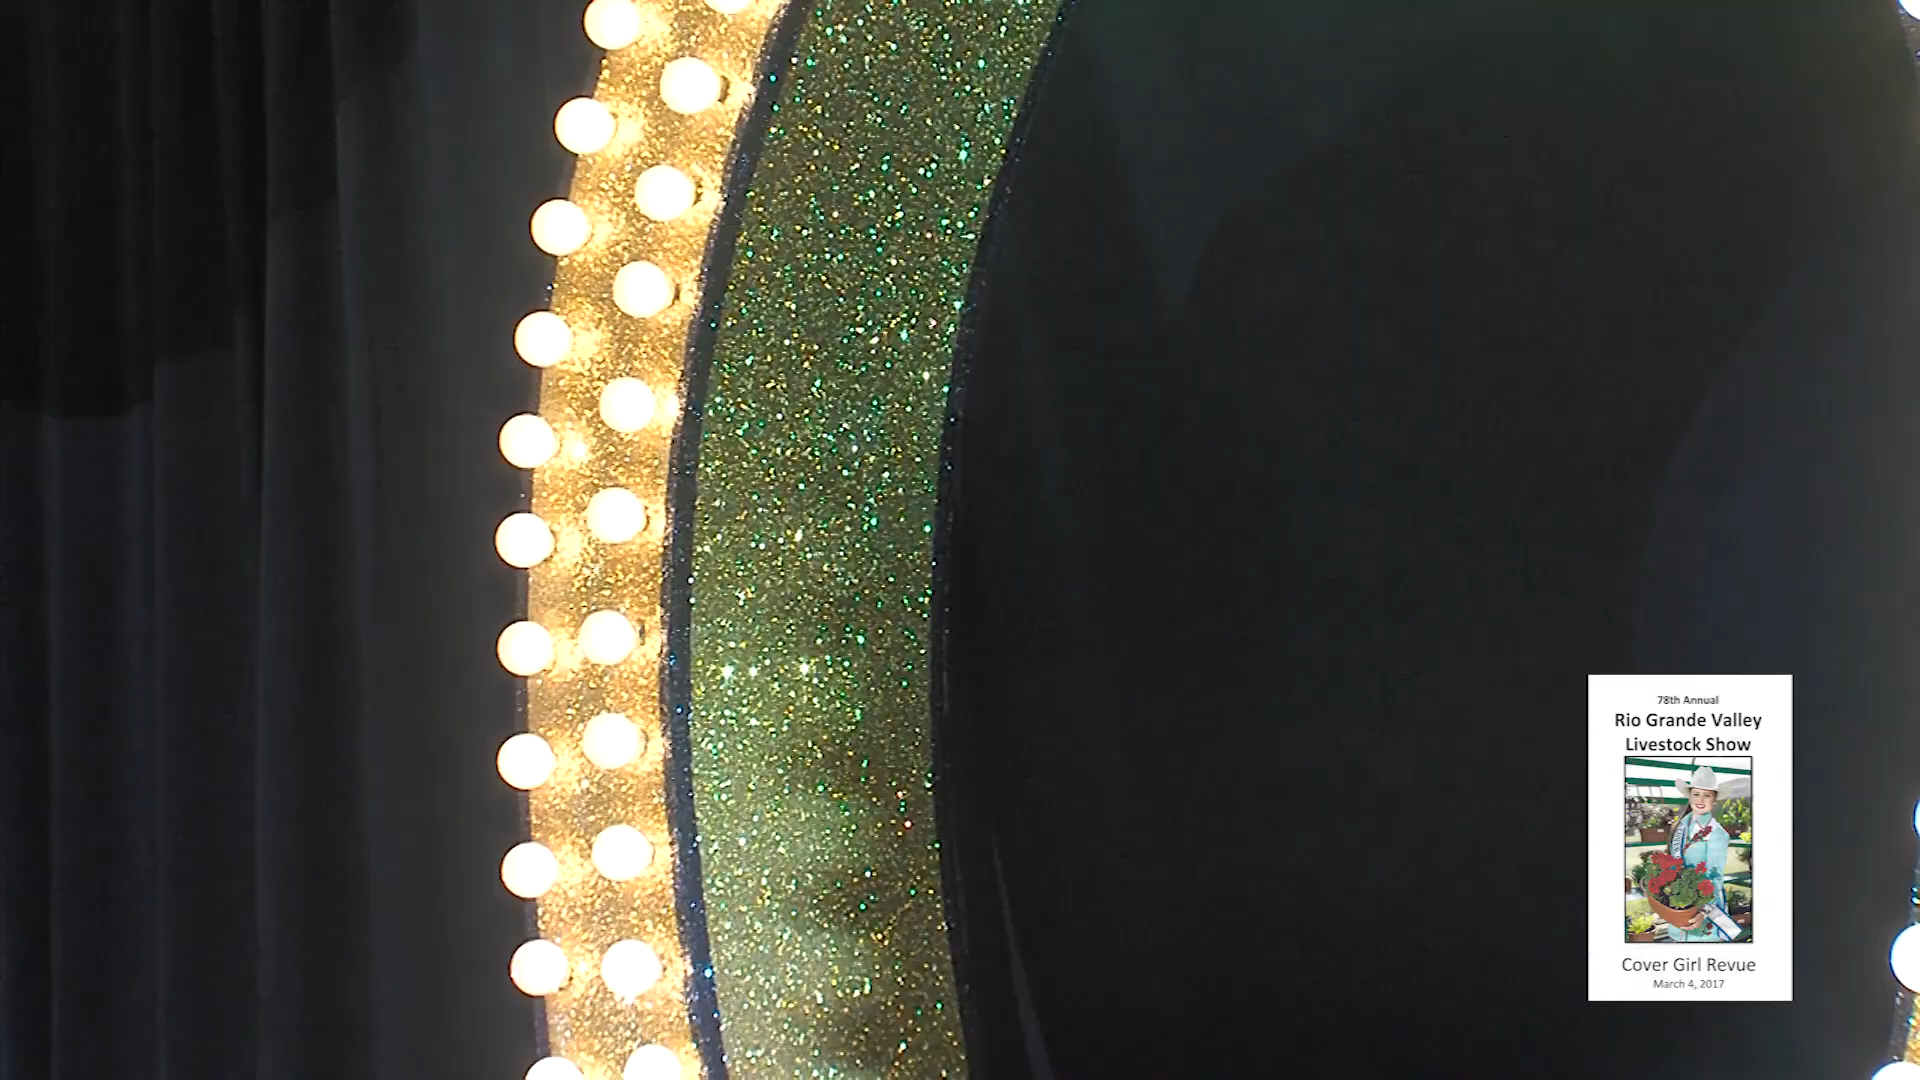 78th Annual
Rio Grande Valley
Livestock Show
Cover Girl Revue
March 4, 2017